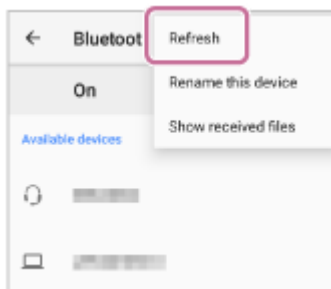 Bluetoot
Refresh
On
Rename this device
Show received files
Available devices